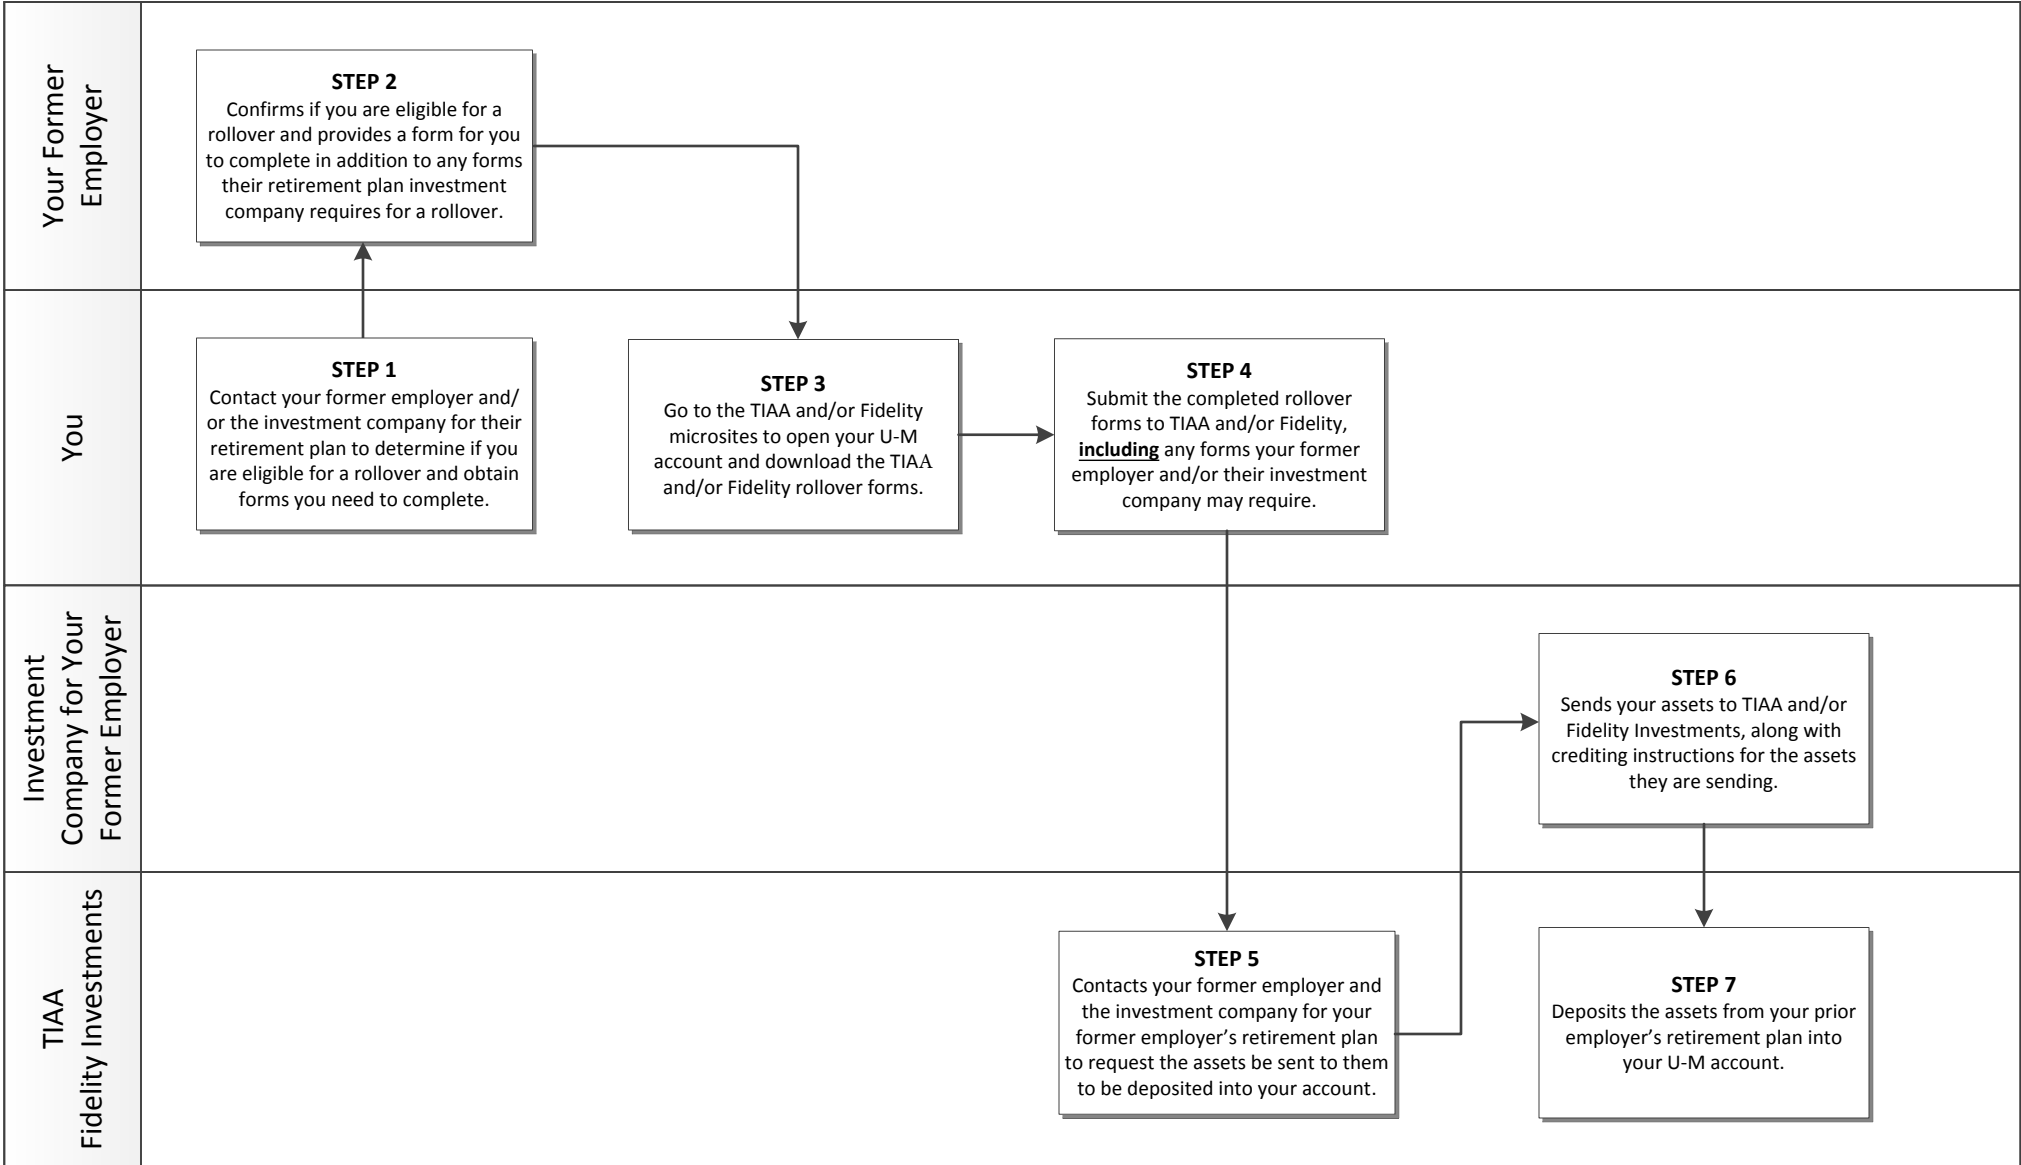 Your Former
Employer
STEP 2
Confirms if you are eligible for a
rollover and provides a form for you
to complete in addition to any forms
their retirement plan investment
company requires for a rollover.
You
STEP 1
Contact your former employer and/
or the investment company for their
retirement plan to determine if you
are eligible for a rollover and obtain
forms you need to complete.
STEP 3
Go to the TIAA and/or Fidelity
microsites to open your U-M
account and download the TIAA
and/or Fidelity rollover forms.
STEP 4
Submit the completed rollover
forms to TIAA and/or Fidelity,
including any forms your former
employer and/or their investment
company may require.
Investment
Company for Your
Former Employer
STEP 6
Sends your assets to TIAA and/or
Fidelity Investments, along with
crediting instructions for the assets
they are sending.
TIAA
Fidelity Investments
STEP 5
Contacts your former employer and
the investment company for your
former employer’s retirement plan
to request the assets be sent to them
to be deposited into your account.
STEP 7
Deposits the assets from your prior
employer’s retirement plan into
your U-M account.